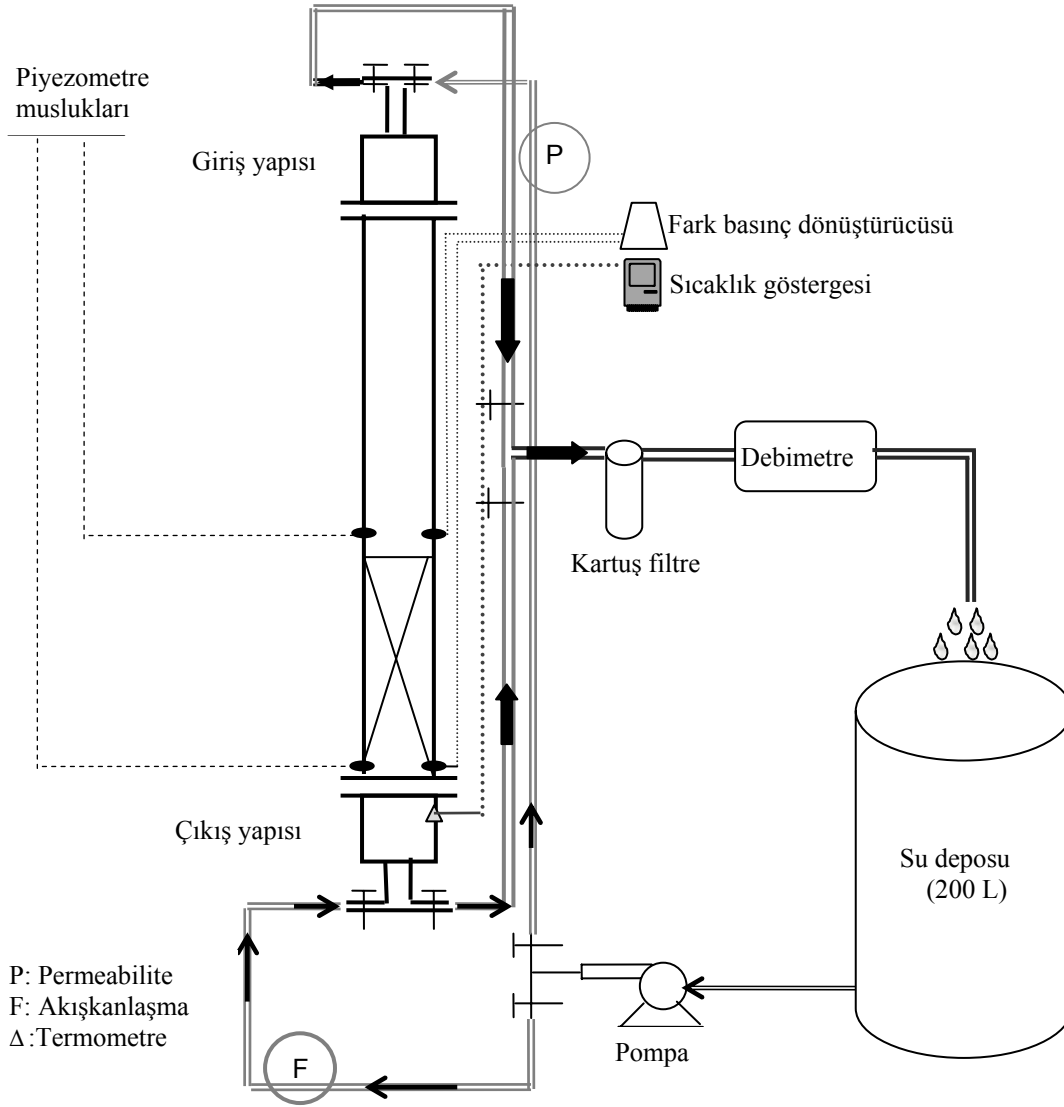 Piyezometre
muslukları
Giriş yapısı
P
Fark basınç dönüştürücüsü
Sıcaklık göstergesi
Debimetre
Kartuş filtre
Çıkış yapısı
Su deposu
(200 L)
P: Permeabilite
F: Akışkanlaşma
Δ:Termometre
F
Pompa